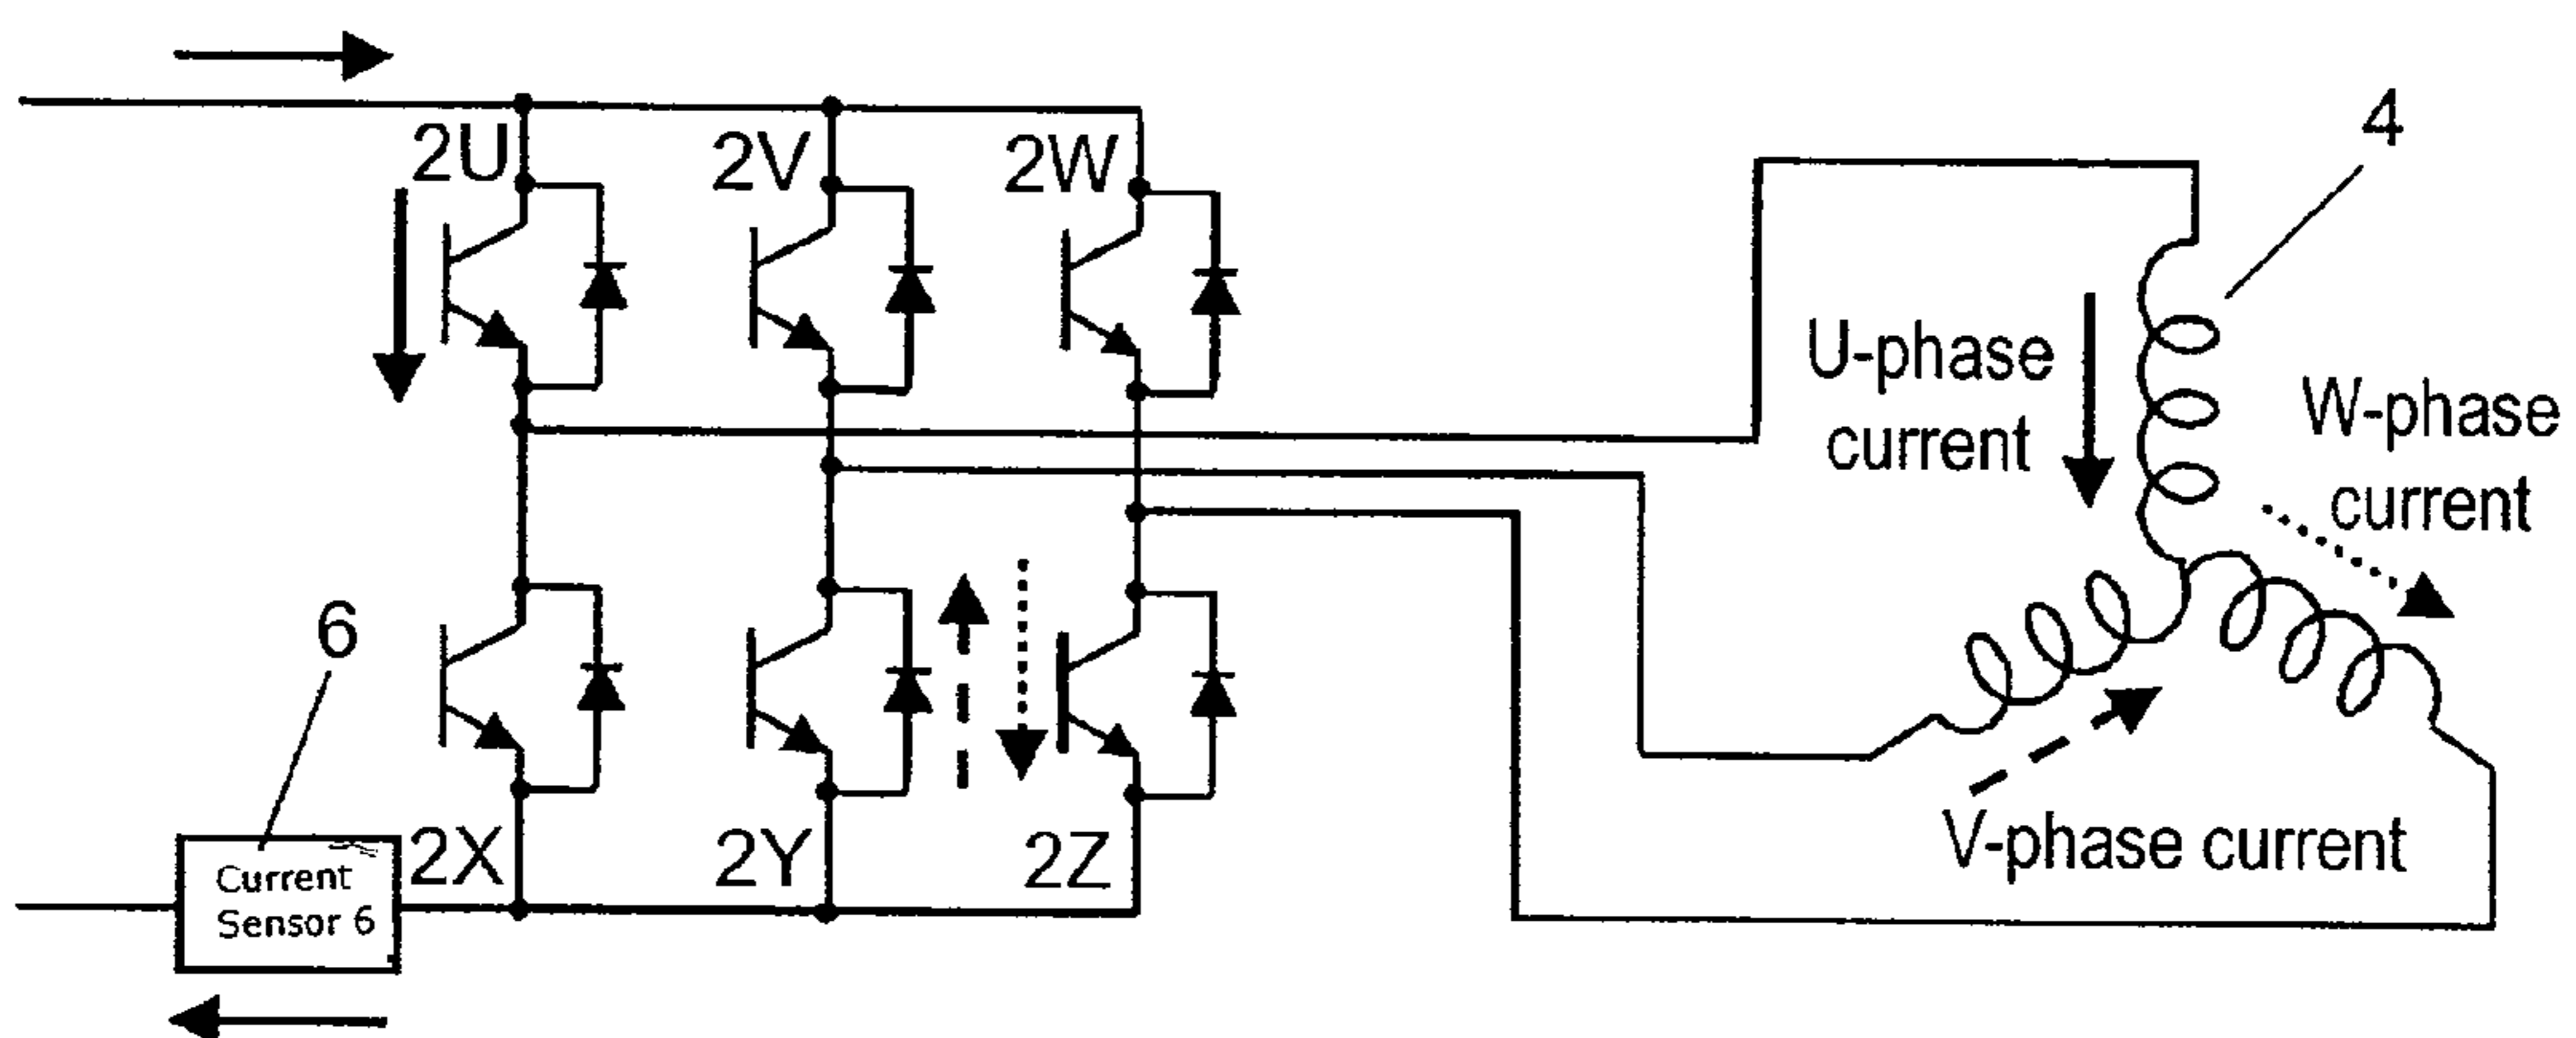 4
2U
2V
2W
U-phase
current
W-phase
current
6
2X
2Y
2Z
V-phase current
Current
Sensor 6